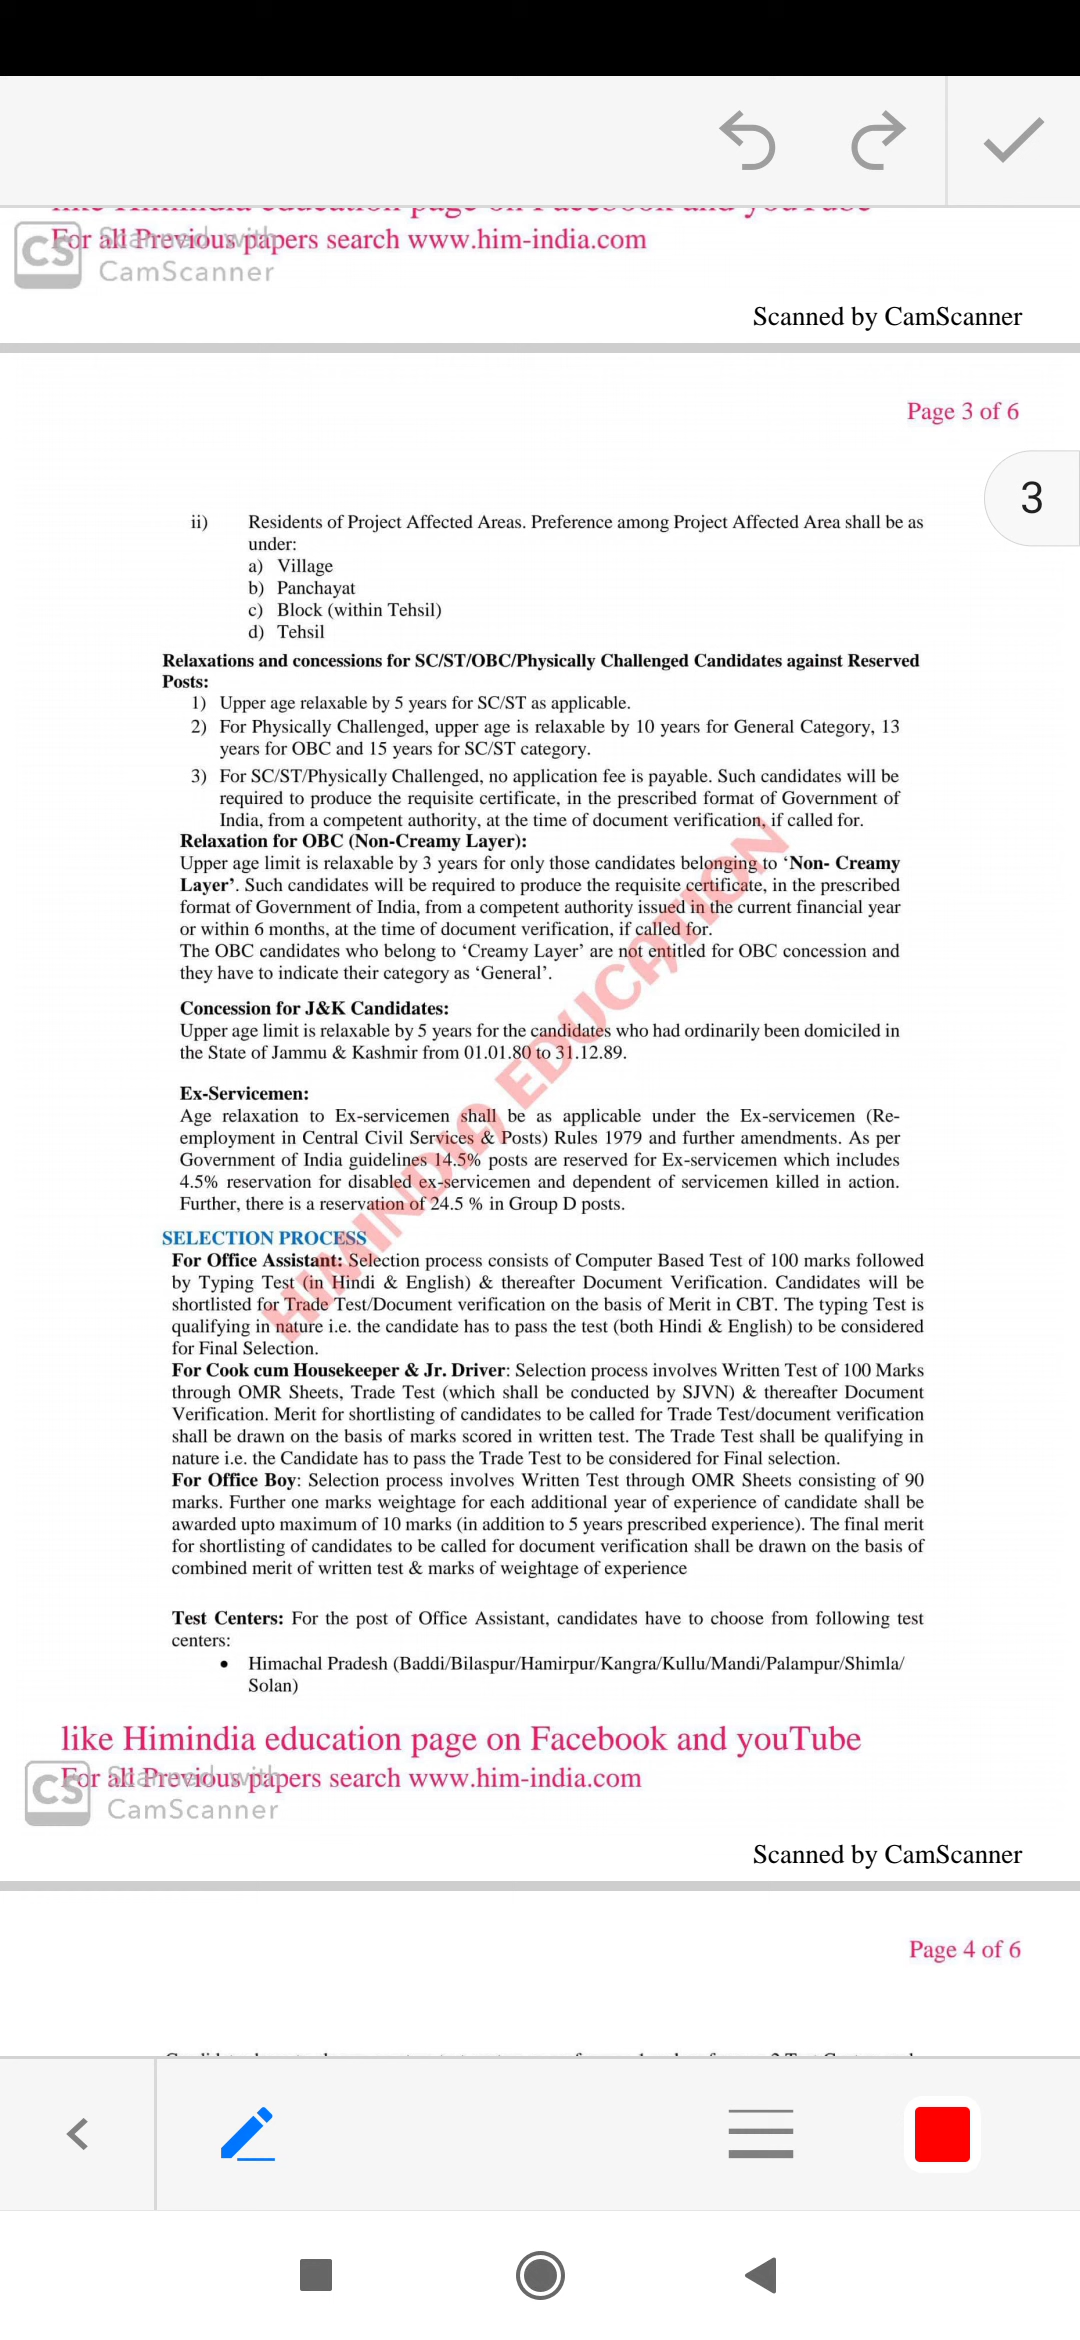 like Himindia education page on Facebook and youTube
For all Previous papers search www.him-india.com
CS Scanned with
CamScanner
Scanned by CamScanner
Page 3 of 6
3
ii) Residents of Project Affected Areas. Preference among Project Affected Area shall be as
under:
a) Village
b) Panchayat
c) Block (within Tehsil)
d) Tehsil
Relaxations and concessions for SC/ST/OBC/Physically Challenged Candidates against Reserved
Posts:
1) Upper age relaxable by 5 years for SC/ST as applicable.
2) For Physically Challenged, upper age is relaxable by 10 years for General Category, 13
years for OBC and 15 years for SC/ST category.
3) For SC/ST/Physically Challenged, no application fee is payable. Such candidates will be
required to produce the requisite certificate, in the prescribed format of Government of
India, from a competent authority, at the time of document verification, if called for.
Relaxation for OBC (Non-Creamy Layer):
Upper age limit is relaxable by 3 years for only those candidates belonging to ‘Non- Creamy
Layer’. Such candidates will be required to produce the requisite certificate, in the prescribed
format of Government of India, from a competent authority issued in the current financial year
or within 6 months, at the time of document verification, if called for.
The OBC candidates who belong to ‘Creamy Layer’ are not entitled for OBC concession and
they have to indicate their category as ‘General’.
Concession for J&K Candidates:
Upper age limit is relaxable by 5 years for the candidates who had ordinarily been domiciled in
the State of Jammu & Kashmir from 01.01.80 to 31.12.89.
Ex-Servicemen:
Age relaxation to Ex-servicemen shall be as applicable under the Ex-servicemen (Re-
employment in Central Civil Services & Posts) Rules 1979 and further amendments. As per
Government of India guidelines 14.5% posts are reserved for Ex-servicemen which includes
4.5% reservation for disabled ex-servicemen and dependent of servicemen killed in action.
Further, there is a reservation of 24.5 % in Group D posts.
HIMINDIA EDUCATION
SELECTION PROCESS
For Office Assistant: Selection process consists of Computer Based Test of 100 marks followed
by Typing Test (in Hindi & English) & thereafter Document Verification. Candidates will be
shortlisted for Trade Test/Document verification on the basis of Merit in CBT. The typing Test is
qualifying in nature i.e. the candidate has to pass the test (both Hindi & English) to be considered
for Final Selection.
For Cook cum Housekeeper & Jr. Driver: Selection process involves Written Test of 100 Marks
through OMR Sheets, Trade Test (which shall be conducted by SJVN) & thereafter Document
Verification. Merit for shortlisting of candidates to be called for Trade Test/document verification
shall be drawn on the basis of marks scored in written test. The Trade Test shall be qualifying in
nature i.e. the Candidate has to pass the Trade Test to be considered for Final selection.
For Office Boy: Selection process involves Written Test through OMR Sheets consisting of 90
marks. Further one marks weightage for each additional year of experience of candidate shall be
awarded upto maximum of 10 marks (in addition to 5 years prescribed experience). The final merit
for shortlisting of candidates to be called for document verification shall be drawn on the basis of
combined merit of written test & marks of weightage of experience
Test Centers: For the post of Office Assistant, candidates have to choose from following test
centers:
• Himachal Pradesh (Baddi/Bilaspur/Hamirpur/Kangra/Kullu/Mandi/Palampur/Shimla/
Solan)
like Himindia education page on Facebook and youTube
For all Previous papers search www.him-india.com
CS Scanned with
CamScanner
Scanned by CamScanner
Page 4 of 6